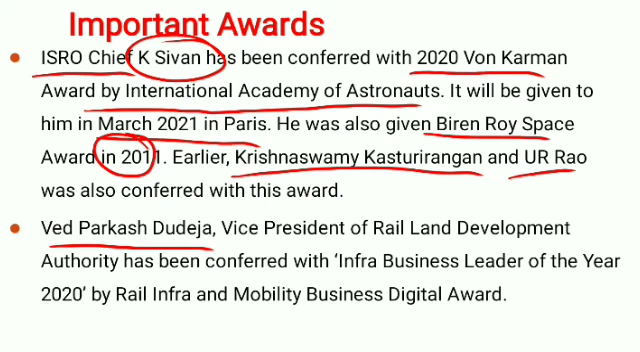 Important Awards
ISRO Chief K Sivan has been conferred with 2020 Von Karman
Award by International Academy of Astronauts. It will be given to
him in March 2021 in Paris. He was also given Biren Roy Space
Award in 2011. Earlier, Krishnaswamy Kasturirangan and UR Rao
was also conferred with this award.
Ved Parkash Dudeja, Vice President of Rail Land Development
Authority has been conferred with ‘Infra Business Leader of the Year
2020’ by Rail Infra and Mobility Business Digital Award.